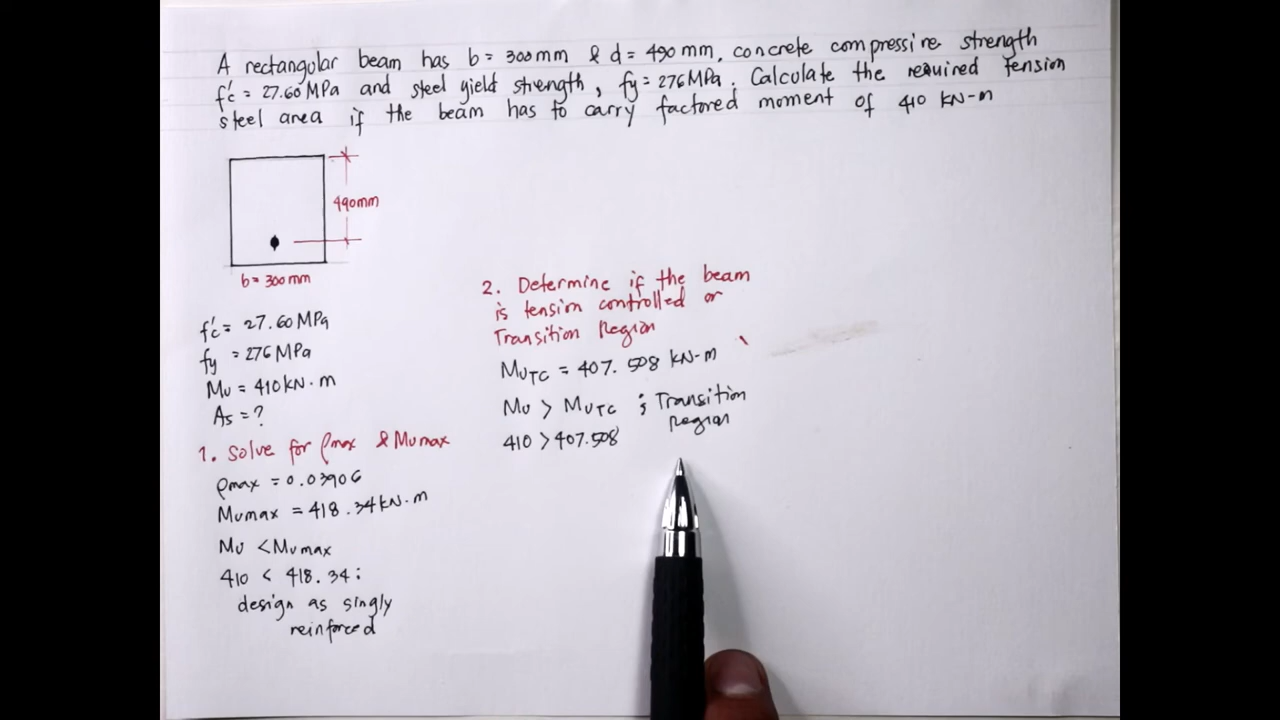 A rectangular beam has b = 300mm & d = 490 mm, concrete compressive strength
f'c = 27.60 MPa and steel yield strength, fy = 276 MPa. Calculate the required tension
steel area if the beam has to carry factored moment of 410 kN-m
490mm
b = 300 mm
f'c = 27.60 MPa
fy = 276 MPa
Mu = 410 kN·m
As = ?
1. Solve for ρmax & Mumax
ρmax = 0.03906
Mumax = 418.34 kN·m
Mu < Mumax
410 < 418.34 ;
design as singly
reinforced
2. Determine if the beam
is tension controlled or
Transition Region
MuTC = 407.508 kN-m
Mu > MuTC ; Transition
Region
410 > 407.508